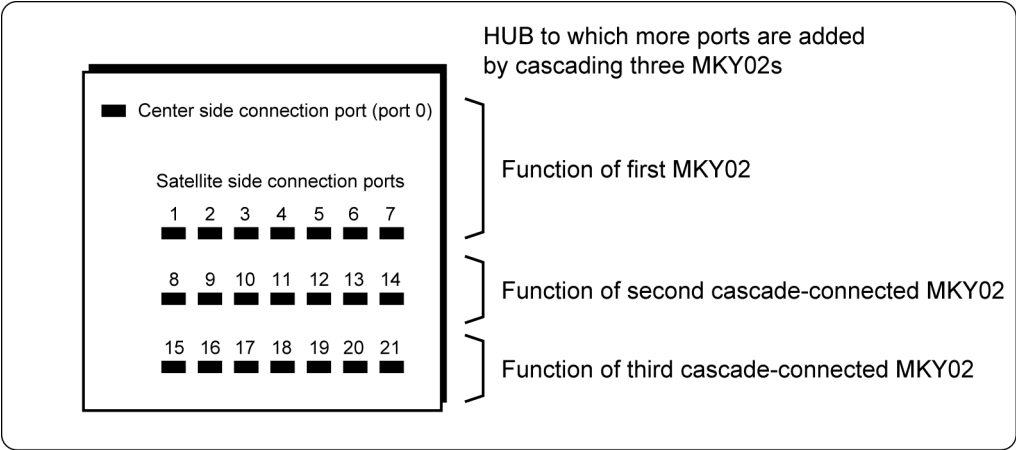 HUB to which more ports are added
by cascading three MKY02s
Center side connection port (port 0)
Function of first MKY02
Satellite side connection ports
1 2 3 4 5 6 7
8 9 10 11 12 13 14
Function of second cascade-connected MKY02
15 16 17 18 19 20 21
Function of third cascade-connected MKY02